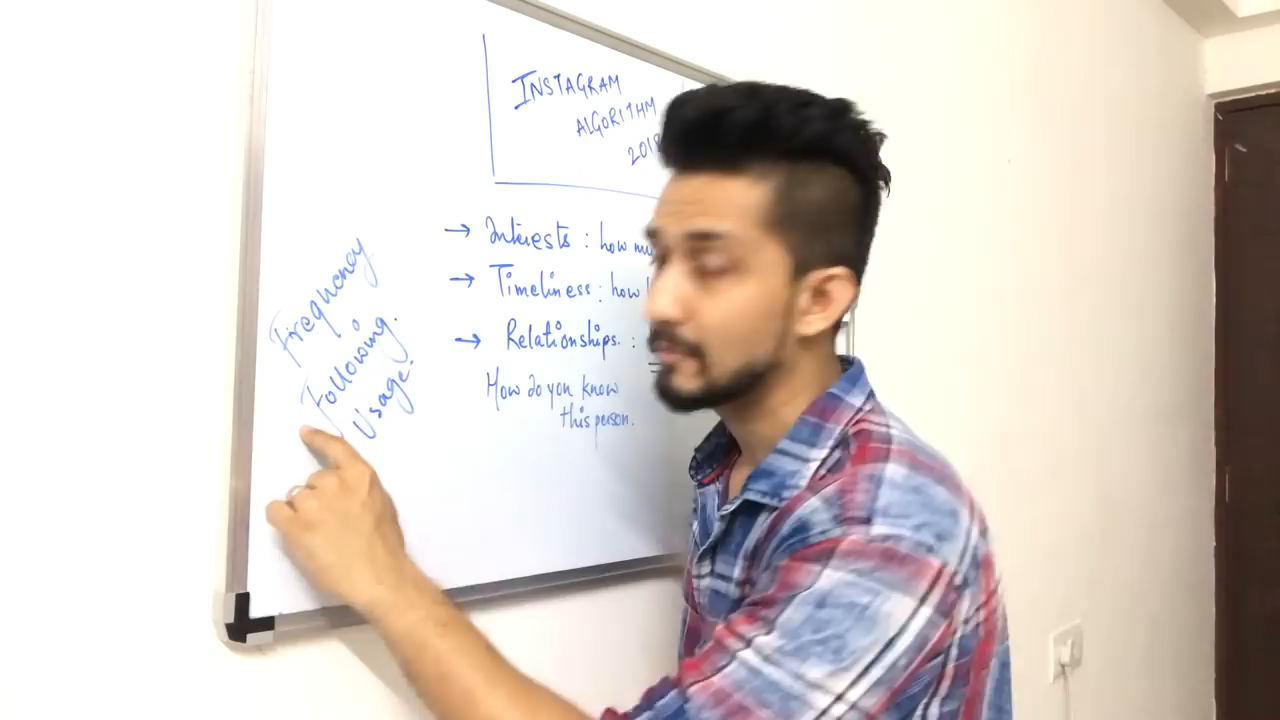 INSTAGRAM
ALGORITHM
2018
→ Interests : how mu
→ Timeliness : how
→ Relationships. :
How do you know
this person.
Frequency
Following.
Usage.